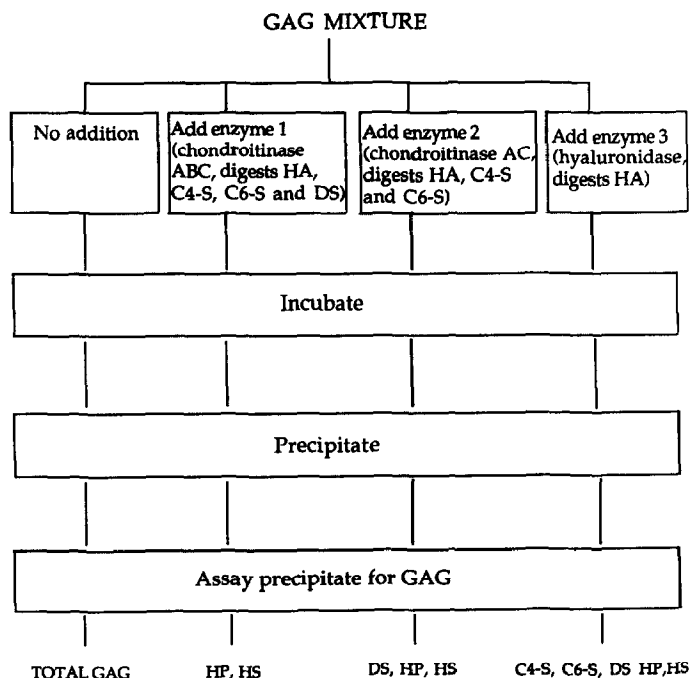 GAG MIXTURE
No addition
Add enzyme 1
(chondroitinase
ABC, digests HA,
C4-S, C6-S and DS)
Add enzyme 2
(chondroitinase AC,
digests HA, C4-S
and C6-S)
Add enzyme 3
(hyaluronidase,
digests HA)
Incubate
Precipitate
Assay precipitate for GAG
TOTAL GAG
HP, HS
DS, HP, HS
C4-S, C6-S, DS HP,HS